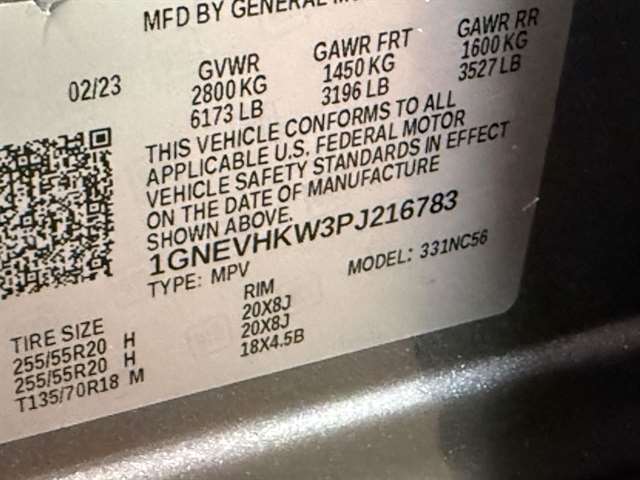 MFD BY GENERAL
02/23
GVWR
2800 KG
6173 LB
GAWR FRT
1450 KG
3196 LB
GAWR RR
1600 KG
3527 LB
THIS VEHICLE CONFORMS TO ALL
APPLICABLE U.S. FEDERAL MOTOR
VEHICLE SAFETY STANDARDS IN EFFECT
ON THE DATE OF MANUFACTURE
SHOWN ABOVE.
1GNEVHKW3PJ216783
TYPE: MPV
MODEL: 331NC56
TIRE SIZE
255/55R20 H
255/55R20 H
T135/70R18 M
RIM
20X8J
20X8J
18X4.5B